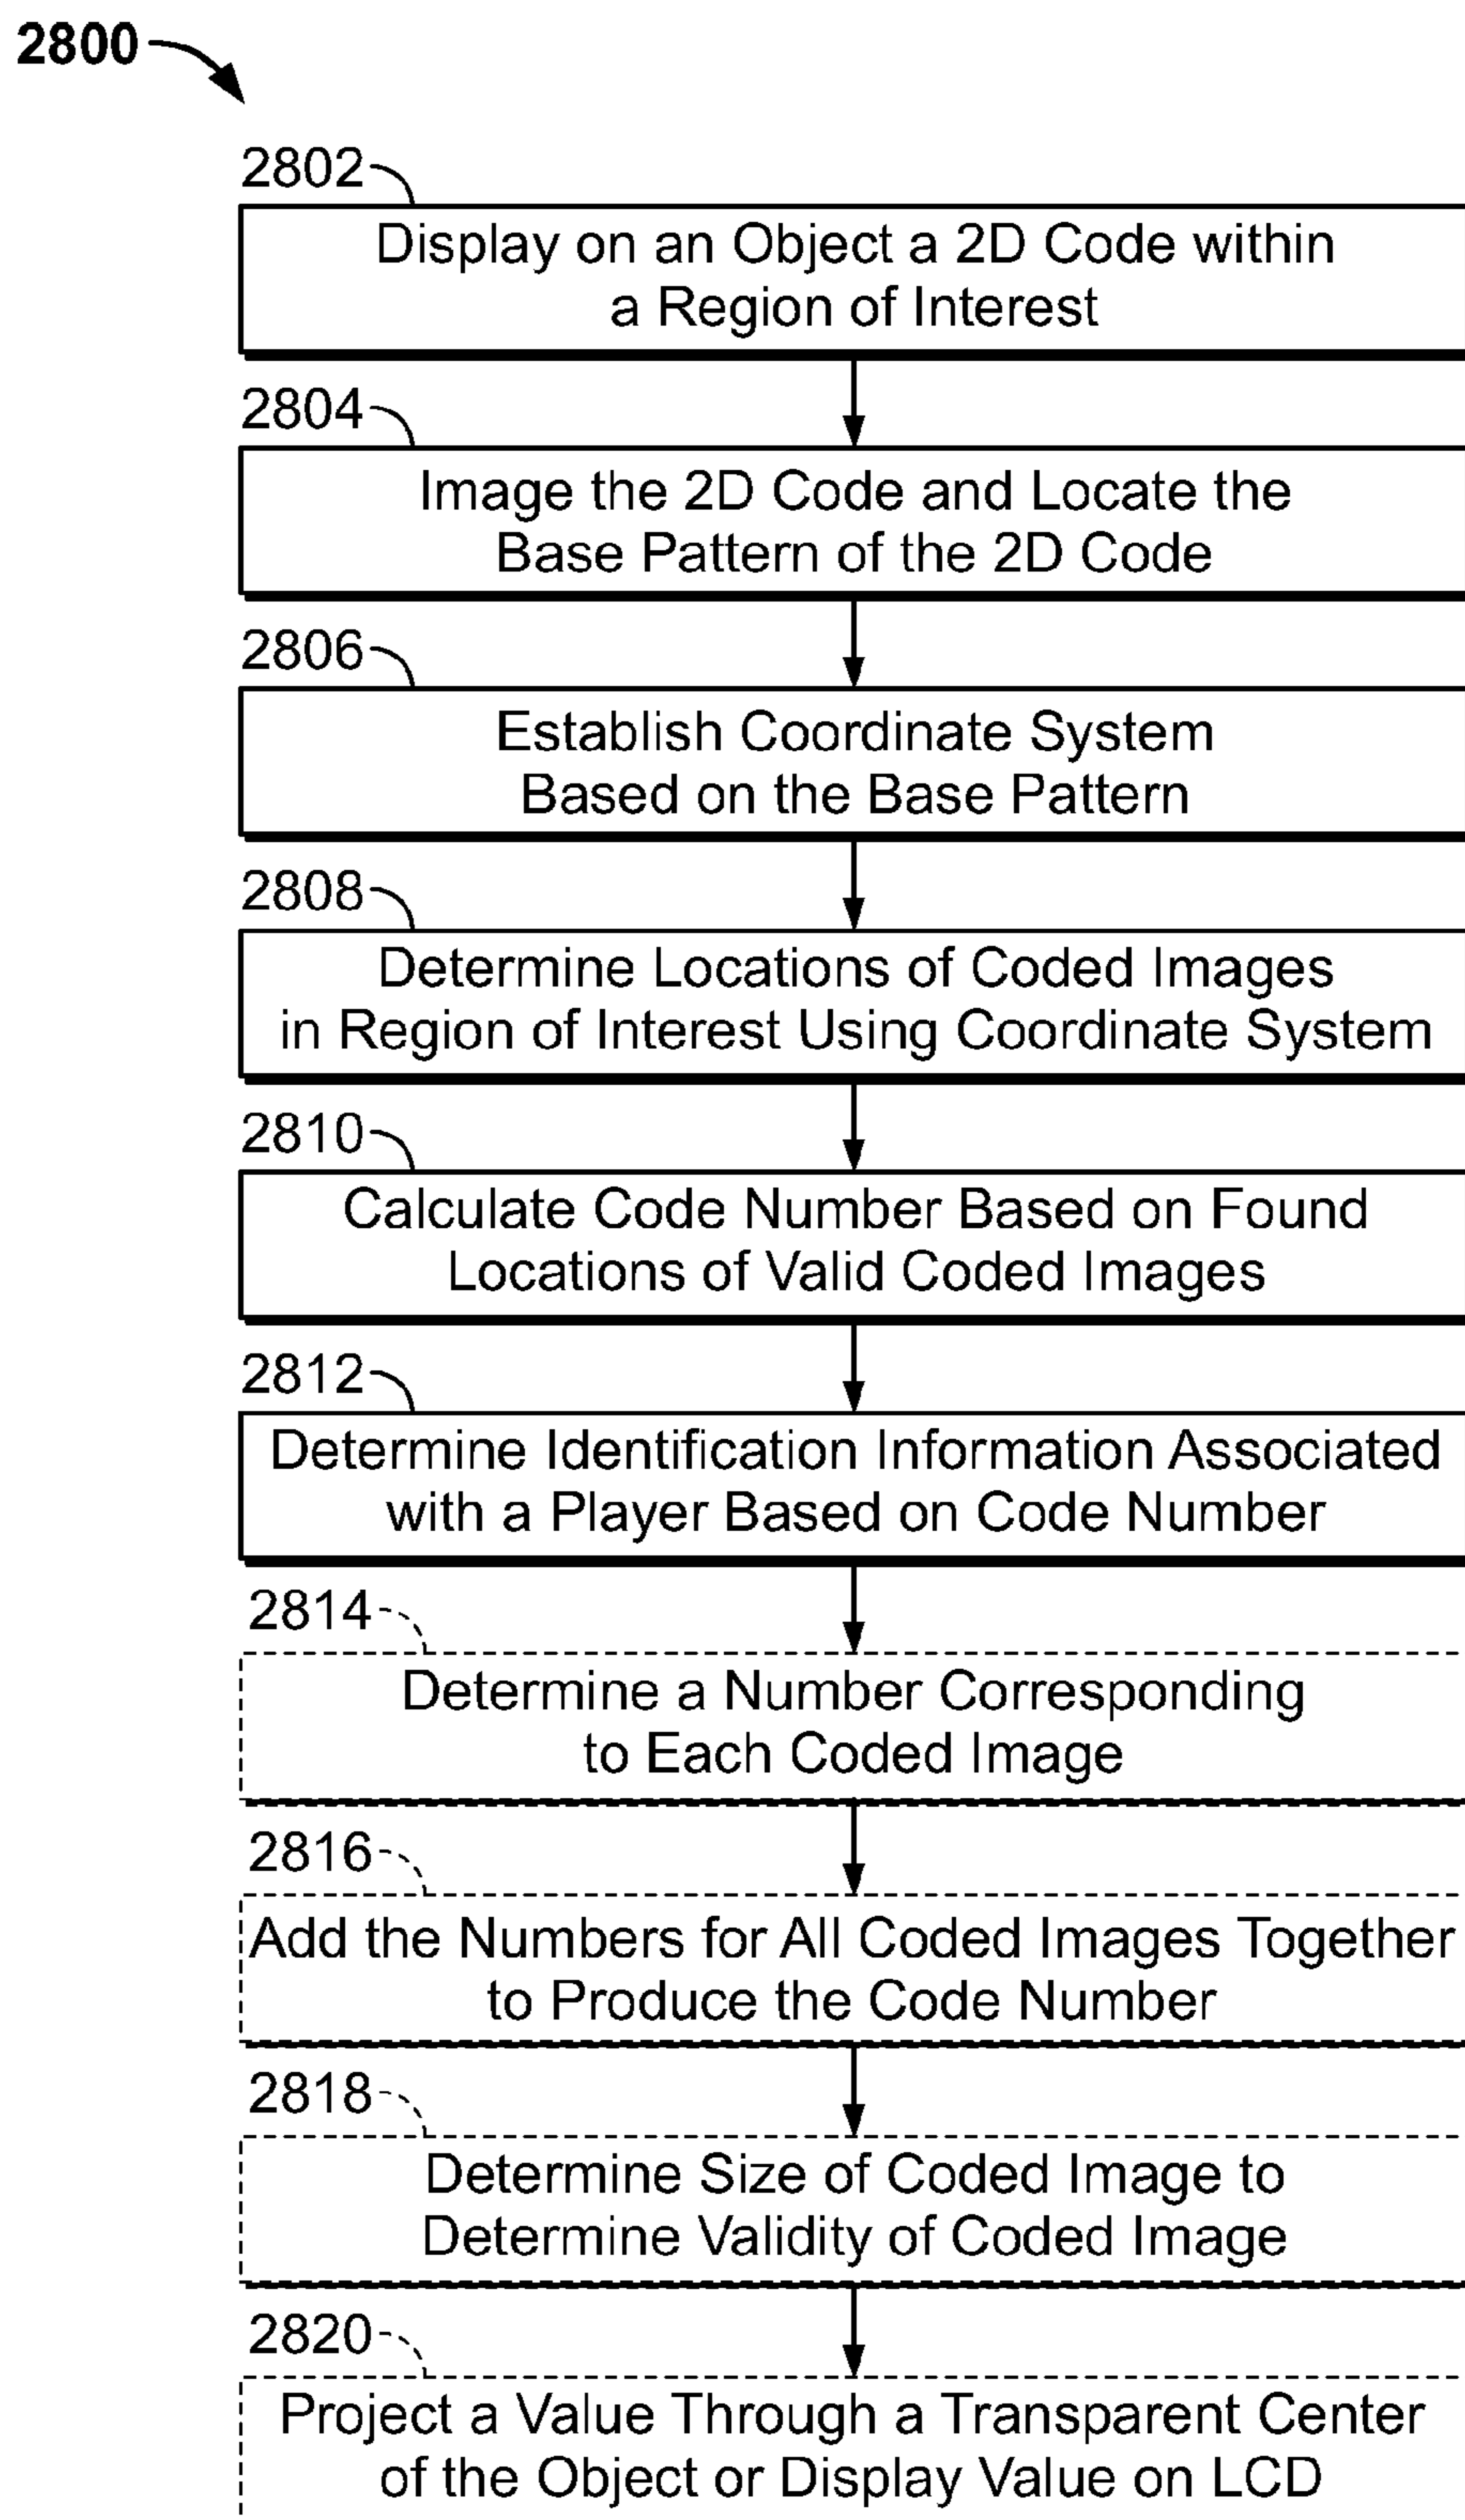 2800
2802
Display on an Object a 2D Code within
a Region of Interest
2804
Image the 2D Code and Locate the
Base Pattern of the 2D Code
2806
Establish Coordinate System
Based on the Base Pattern
2808
Determine Locations of Coded Images
in Region of Interest Using Coordinate System
2810
Calculate Code Number Based on Found
Locations of Valid Coded Images
2812
Determine Identification Information Associated
with a Player Based on Code Number
2814
Determine a Number Corresponding
to Each Coded Image
2816
Add the Numbers for All Coded Images Together
to Produce the Code Number
2818
Determine Size of Coded Image to
Determine Validity of Coded Image
2820
Project a Value Through a Transparent Center
of the Object or Display Value on LCD